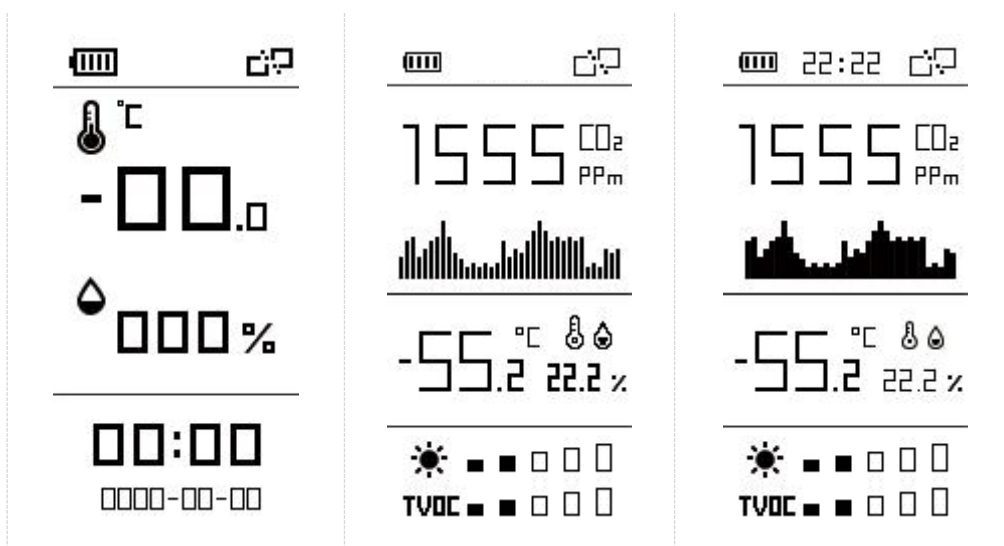 °C
-00.0
000%
00:00
0000-00-00
1555 CO2
PPm
-55.2 °C
22.2 %
TVOC
22:22
1555 CO2
PPm
-55.2 °C
22.2 %
TVOC